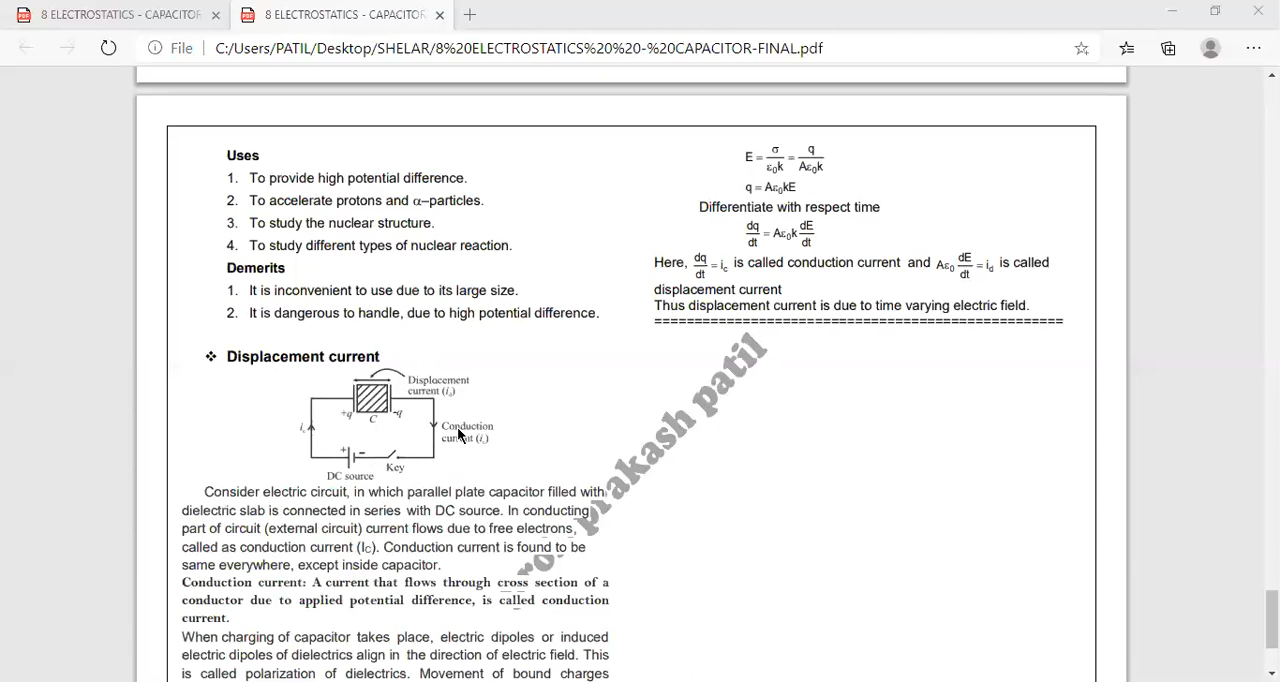 8 ELECTROSTATICS - CAPACITOR
8 ELECTROSTATICS - CAPACITOR
File
C:/Users/PATIL/Desktop/SHELAR/8%20ELECTROSTATICS%20%20-%20CAPACITOR-FINAL.pdf
Uses
1. To provide high potential difference.
2. To accelerate protons and α–particles.
3. To study the nuclear structure.
4. To study different types of nuclear reaction.
Demerits
1. It is inconvenient to use due to its large size.
2. It is dangerous to handle, due to high potential difference.
❖ Displacement current
Displacement
current (i_d)
+q
C
-q
i_c
Conduction
current (i_c)
+ −
Key
DC source
Consider electric circuit, in which parallel plate capacitor filled with
dielectric slab is connected in series with DC source. In conducting
part of circuit (external circuit) current flows due to free electrons,
called as conduction current (I_C). Conduction current is found to be
same everywhere, except inside capacitor.
Conduction current: A current that flows through cross section of a
conductor due to applied potential difference, is called conduction
current.
When charging of capacitor takes place, electric dipoles or induced
electric dipoles of dielectrics align in the direction of electric field. This
is called polarization of dielectrics. Movement of bound charges
E = σ/ε₀k = q/Aε₀k
q = Aε₀kE
Differentiate with respect time
dq/dt = Aε₀k dE/dt
Here, dq/dt = i_c is called conduction current and Aε₀ dE/dt = i_d is called
displacement current
Thus displacement current is due to time varying electric field.
===================================================
prakash patil